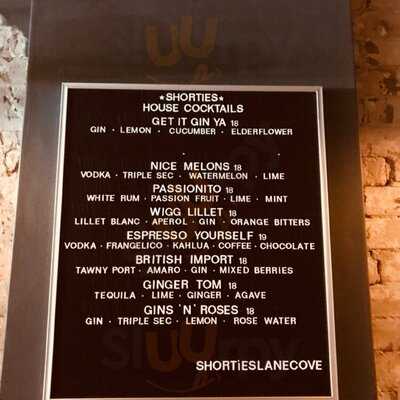 ★SHORTIES★
HOUSE COCKTAILS
GET IT GIN YA 18
GIN · LEMON · CUCUMBER · ELDERFLOWER
NICE MELONS 18
VODKA · TRIPLE SEC · WATERMELON · LIME
PASSIONITO 18
WHITE RUM · PASSION FRUIT · LIME · MINT
WIGG LILLET 18
LILLET BLANC · APEROL · GIN · ORANGE BITTERS
ESPRESSO YOURSELF 19
VODKA · FRANGELICO · KAHLUA · COFFEE · CHOCOLATE
BRITISH IMPORT 18
TAWNY PORT · AMARO · GIN · MIXED BERRIES
GINGER TOM 18
TEQUILA · LIME · GINGER · AGAVE
GINS 'N' ROSES 18
GIN · TRIPLE SEC · LEMON · ROSE WATER
SHORTiESLANECOVE